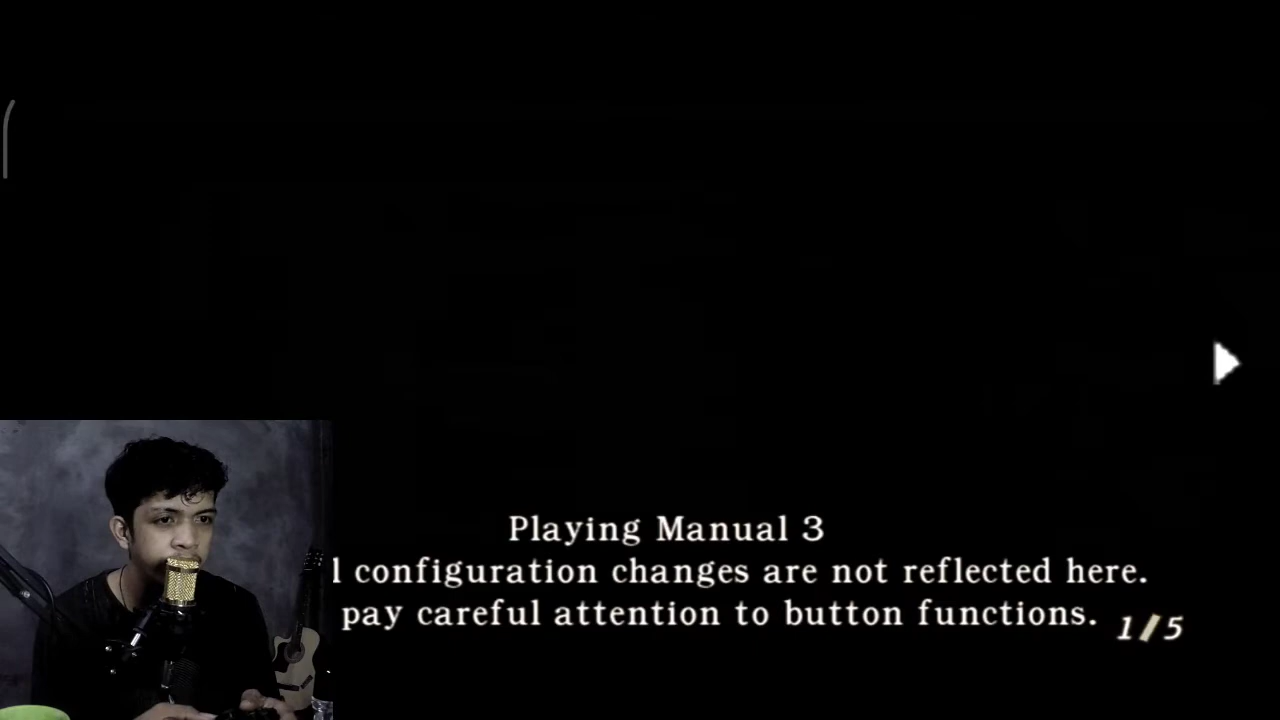 Playing Manual 3
configuration changes are not reflected here.
pay careful attention to button functions.
1/5